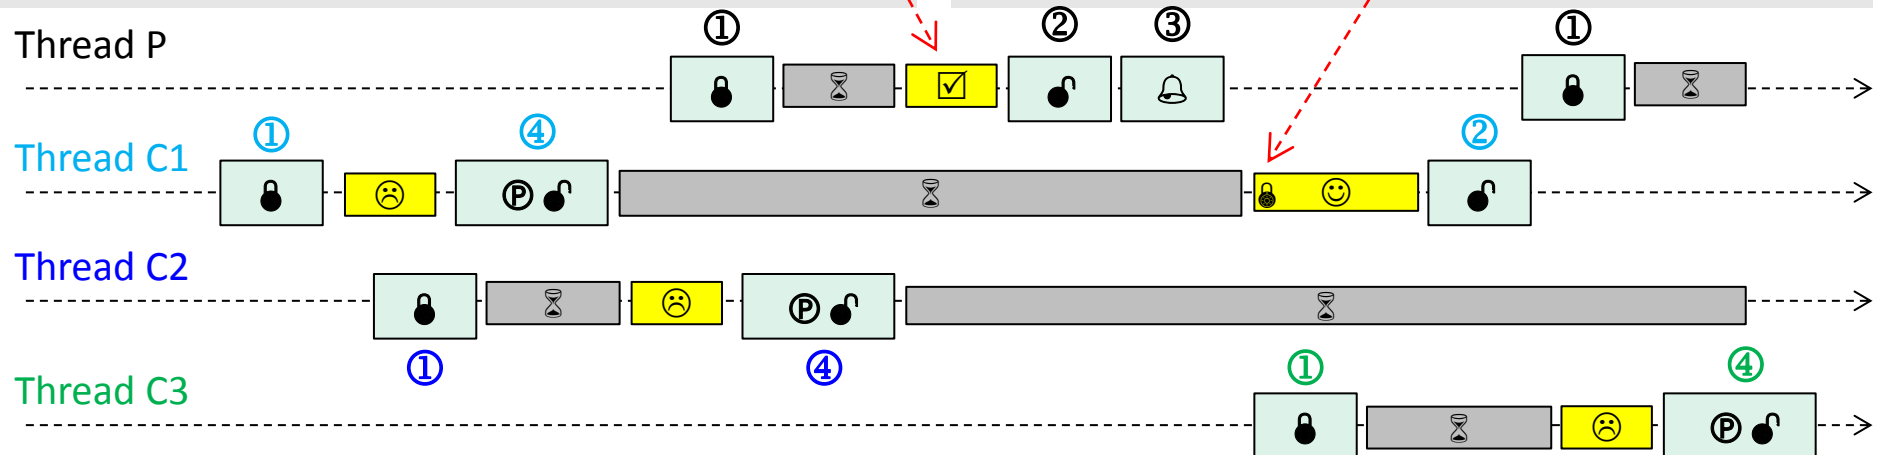 ① ② ③ ①
Thread P
① ④ ②
Thread C1
Ⓟ
Thread C2
Ⓟ
① ④
① ④
Thread C3
Ⓟ